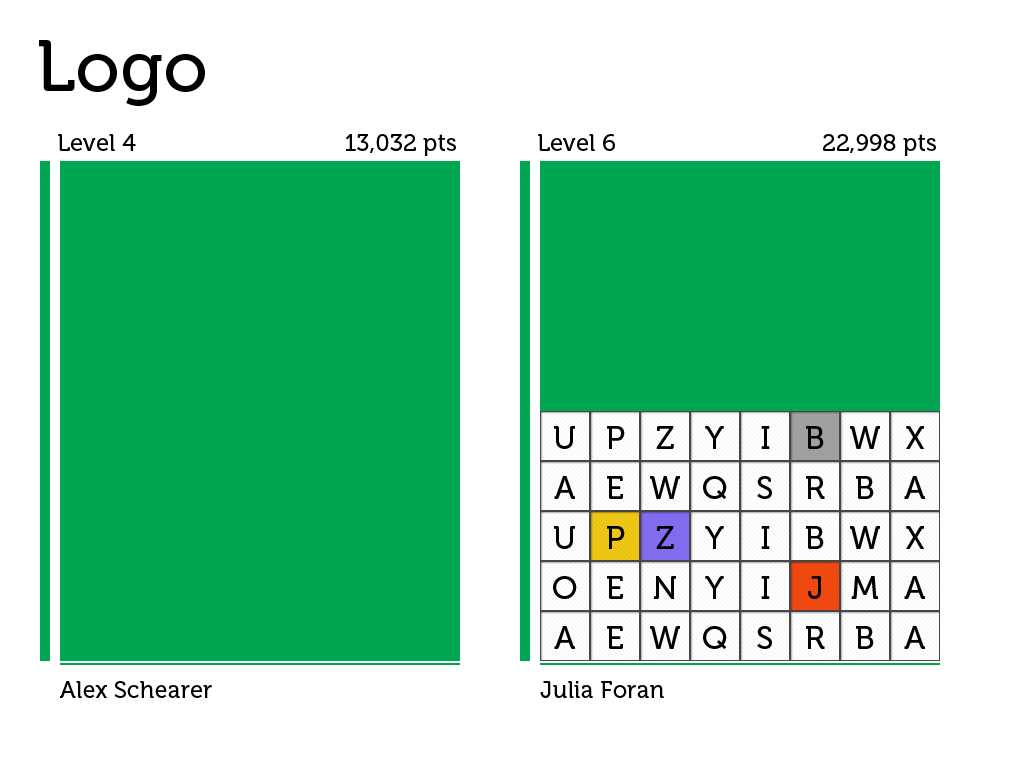 Logo
Level 4 13,032 pts
Level 6 22,998 pts
U P Z Y I B W X
A E W Q S R B A
U P Z Y I B W X
O E N Y I J M A
A E W Q S R B A
Alex Schearer
Julia Foran